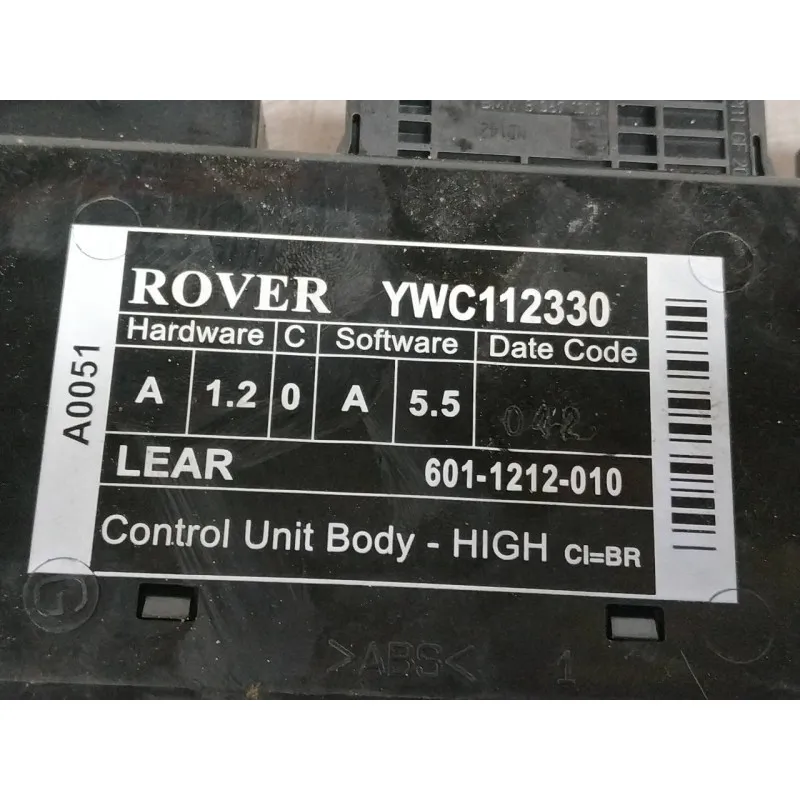 ROVER YWC112330
Hardware C Software Date Code
A 1.2 0 A 5.5 042
LEAR 601-1212-010
Control Unit Body - HIGH CI=BR
A0051
>ABS< 1